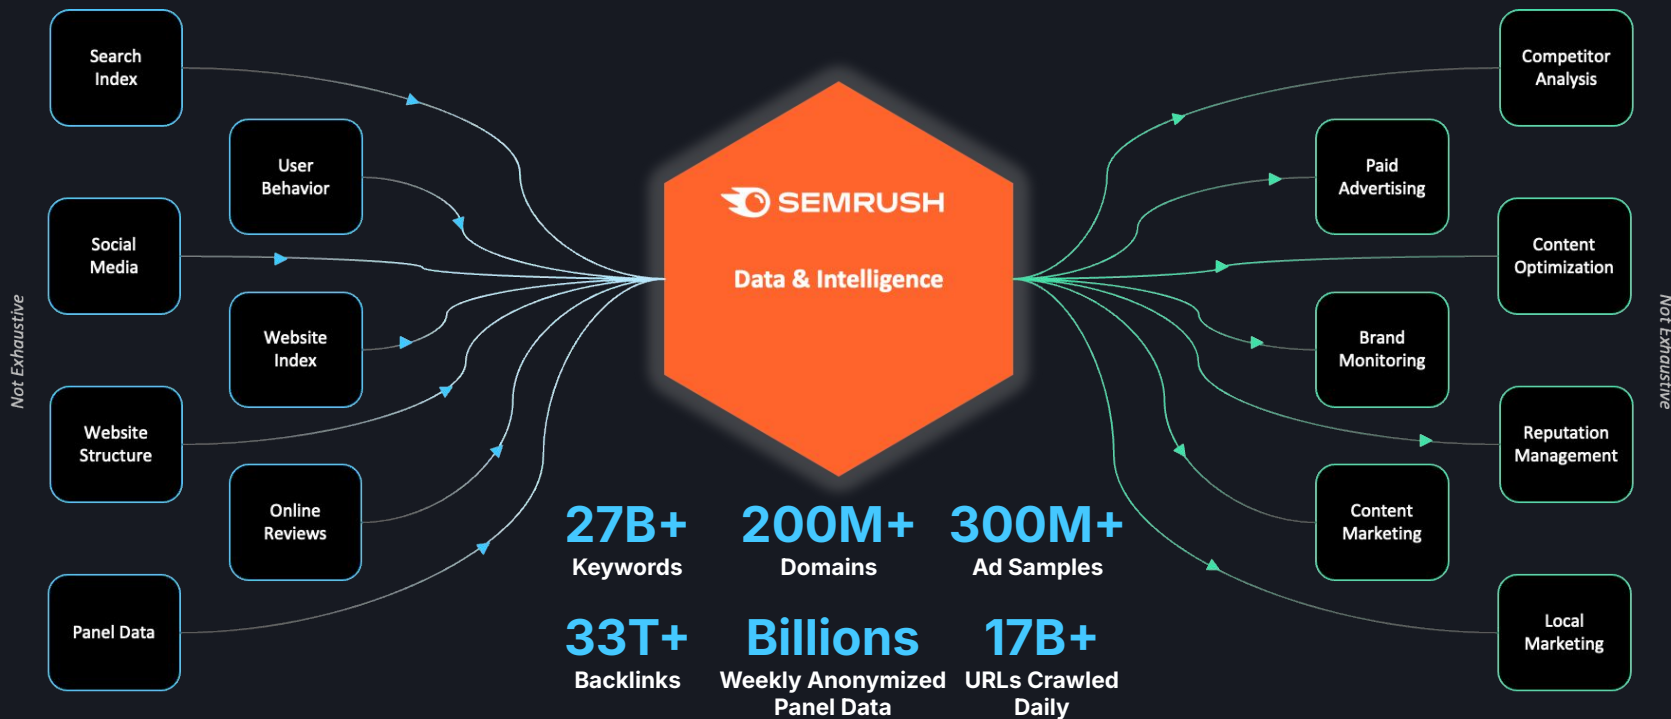 Search
Index
User
Behavior
Social
Media
Website
Index
Website
Structure
Online
Reviews
Panel Data
Not Exhaustive
SEMRUSH
Data & Intelligence
27B+
Keywords
200M+
Domains
300M+
Ad Samples
33T+
Backlinks
Billions
Weekly Anonymized
Panel Data
17B+
URLs Crawled
Daily
Competitor
Analysis
Paid
Advertising
Content
Optimization
Brand
Monitoring
Reputation
Management
Content
Marketing
Local
Marketing
Not Exhaustive